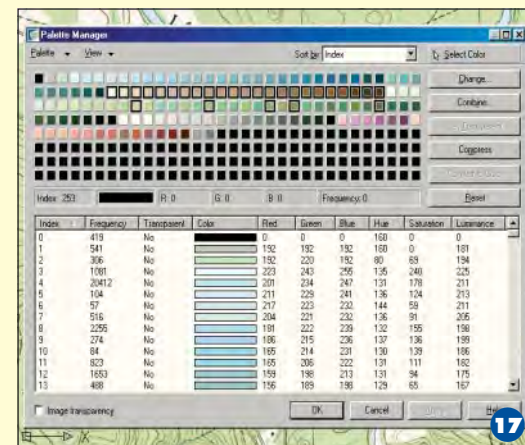 Palette Manager
Palette View Sort by: Index Select Color
Change...
Combine...
Compress
Reset
Index: 253 R: 0 G: 0 B: 0 Frequency: 0
Index Frequency Transparent Color Red Green Blue Hue Saturation Luminance
0 419 No 0 0 0 160 0 0
1 541 No 192 192 192 160 0 181
2 306 No 192 220 192 80 69 194
3 1081 No 223 243 255 135 240 225
4 20412 No 201 234 247 131 178 211
5 104 No 211 229 241 136 124 213
6 57 No 217 223 232 144 59 211
7 516 No 204 221 232 136 91 205
8 2255 No 181 222 239 132 155 198
9 274 No 186 215 236 137 136 199
10 84 No 165 214 231 130 139 186
11 823 No 165 206 222 131 111 182
12 1653 No 159 198 213 131 94 175
13 488 No 156 189 198 129 65 167
Image transparency OK Cancel
17